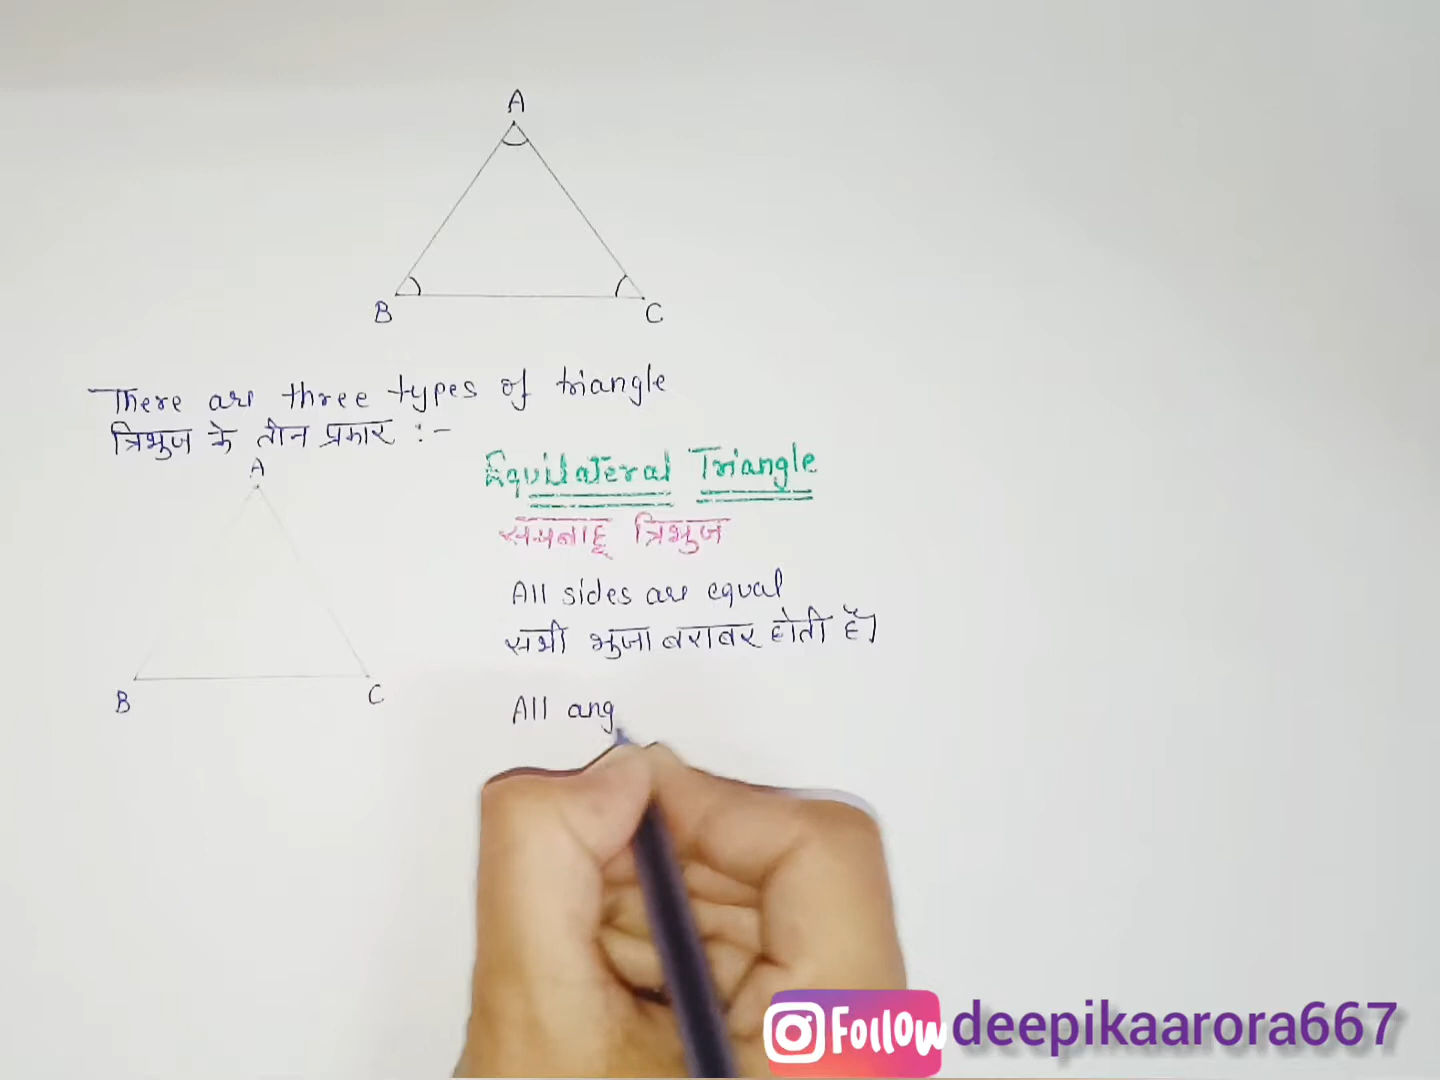 A
B
C
There are three types of triangle
त्रिभुज के तीन प्रकार :-
A
B
C
Equilateral Triangle
समबाहू त्रिभुज
All sides are equal
सभी भुजा बराबर होती हैं।
All ang
Follow deepikaarora667